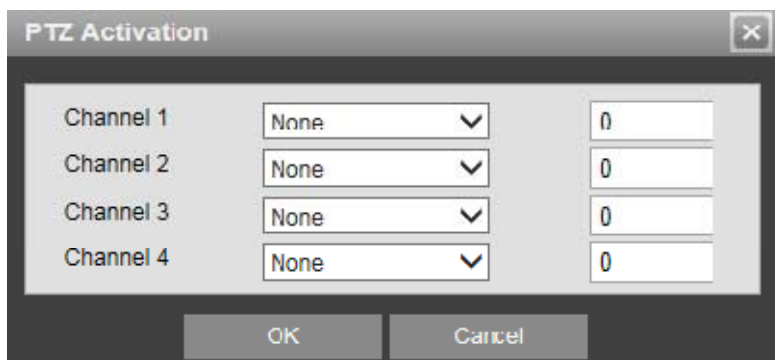 PTZ Activation
Channel 1 None 0
Channel 2 None 0
Channel 3 None 0
Channel 4 None 0
OK Cancel